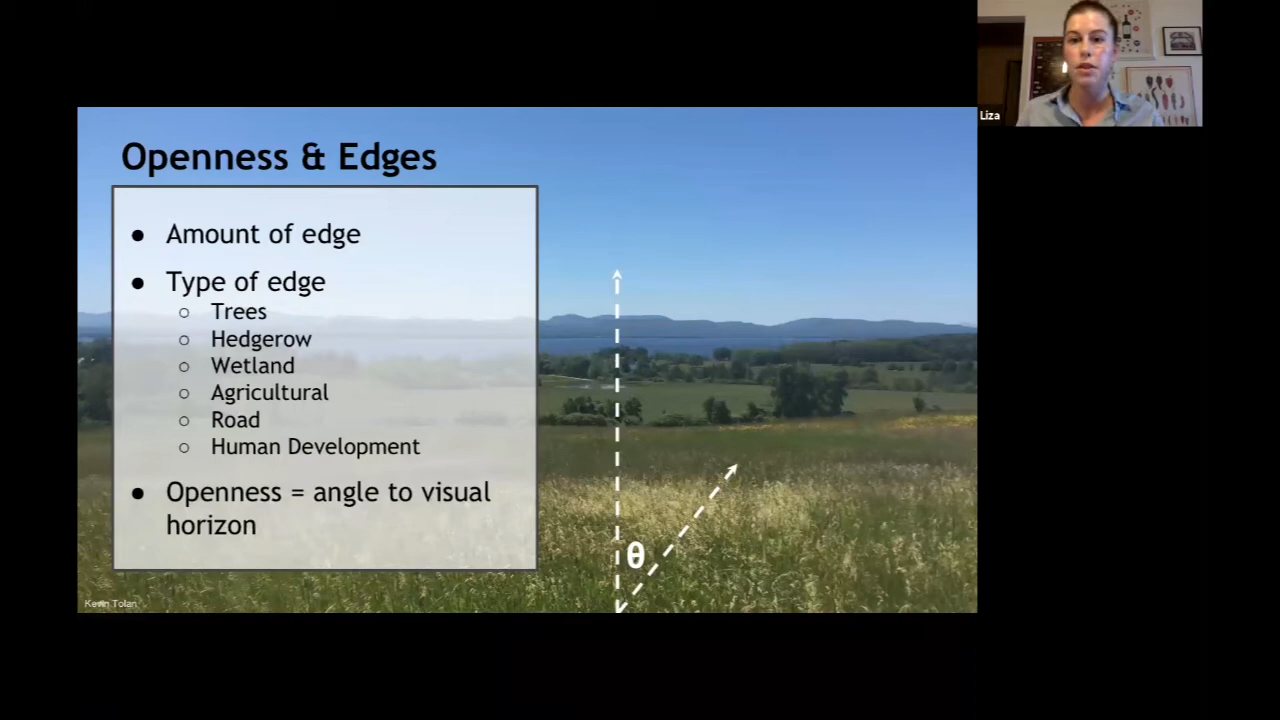 Liza
Openness & Edges
● Amount of edge
● Type of edge
○ Trees
○ Hedgerow
○ Wetland
○ Agricultural
○ Road
○ Human Development
● Openness = angle to visual
horizon
θ
Kevin Tolan